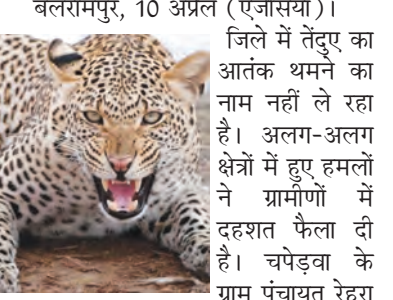 बलरामपुर, 10 अप्रैल (एजेंसियां)।
जिले में तेंदुए का
आतंक थमने का
नाम नहीं ले रहा
है। अलग-अलग
क्षेत्रों में हुए हमलों
ने ग्रामीणों में
दहशत फैला दी
है। चपेड़वा के
ग्राम पंचायत रेहरा